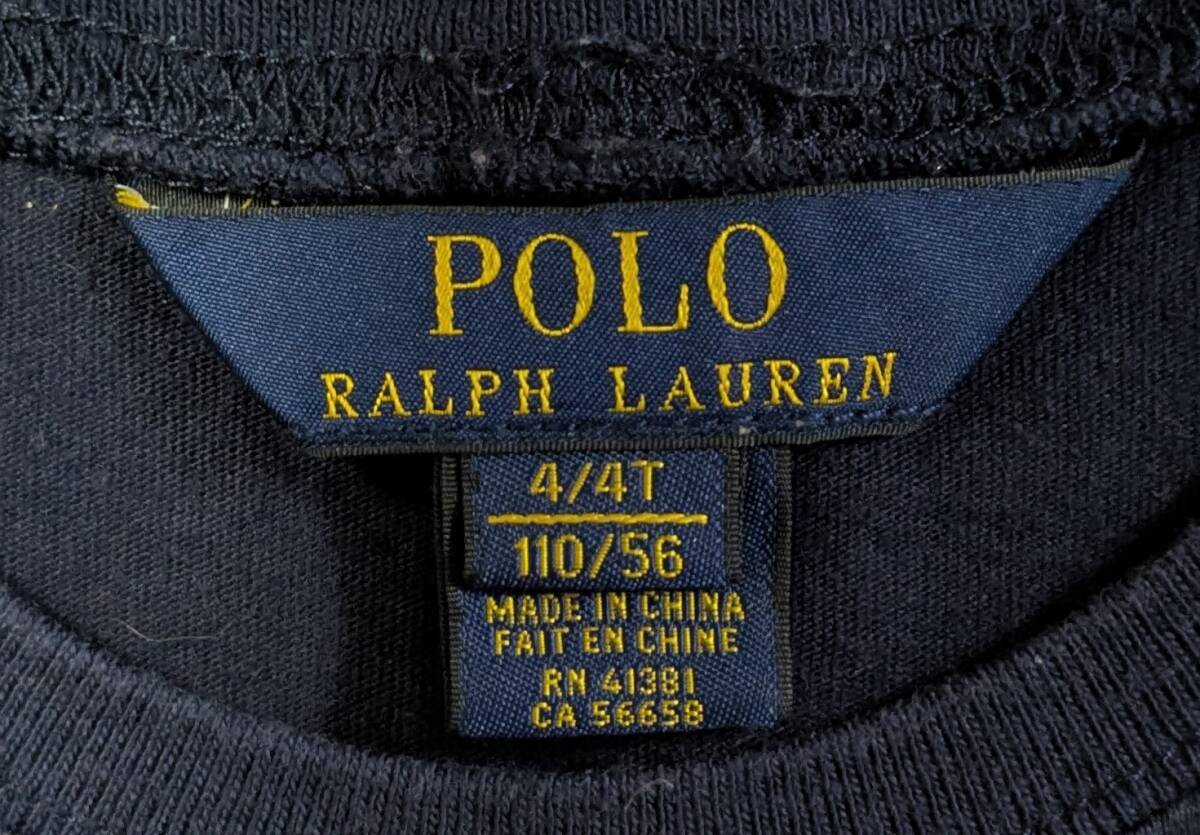 POLO
RALPH LAUREN
4/4T
110/56
MADE IN CHINA
FAIT EN CHINE
RN 41381
CA 56658